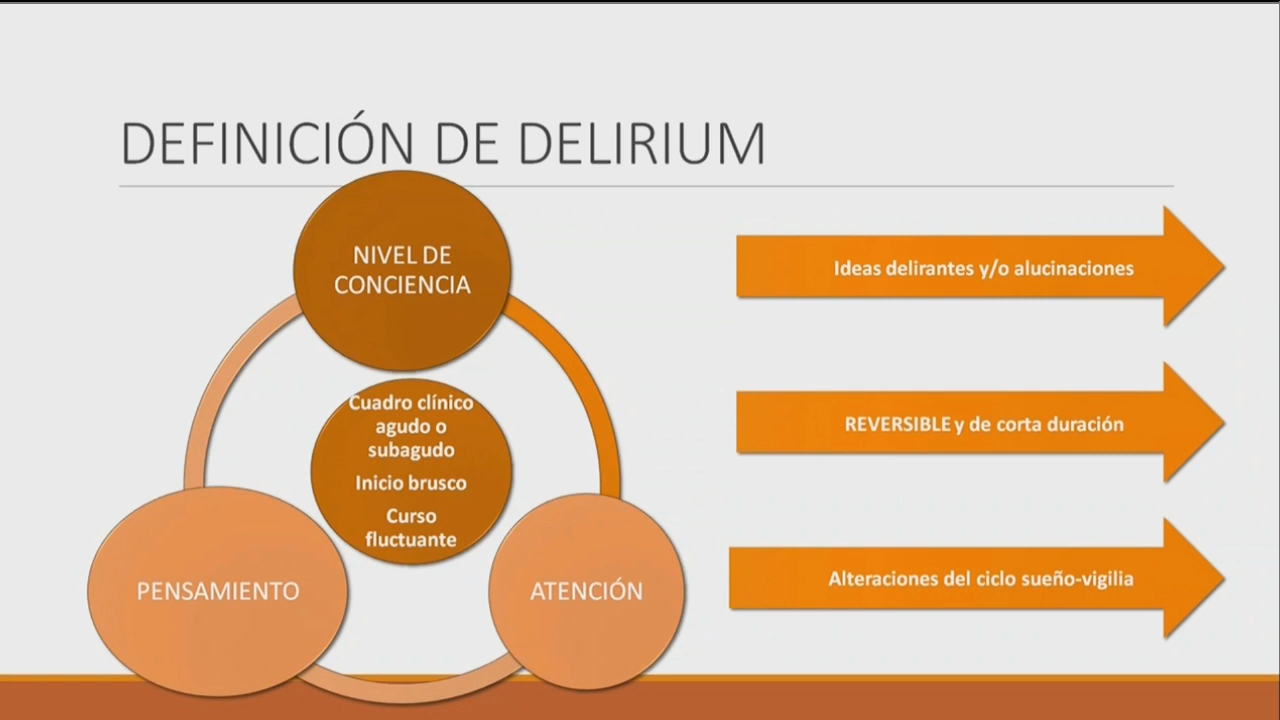 DEFINICIÓN DE DELIRIUM
NIVEL DE
CONCIENCIA
Cuadro clínico
agudo o
subagudo
Inicio brusco
Curso
fluctuante
PENSAMIENTO
ATENCIÓN
Ideas delirantes y/o alucinaciones
REVERSIBLE y de corta duración
Alteraciones del ciclo sueño-vigilia